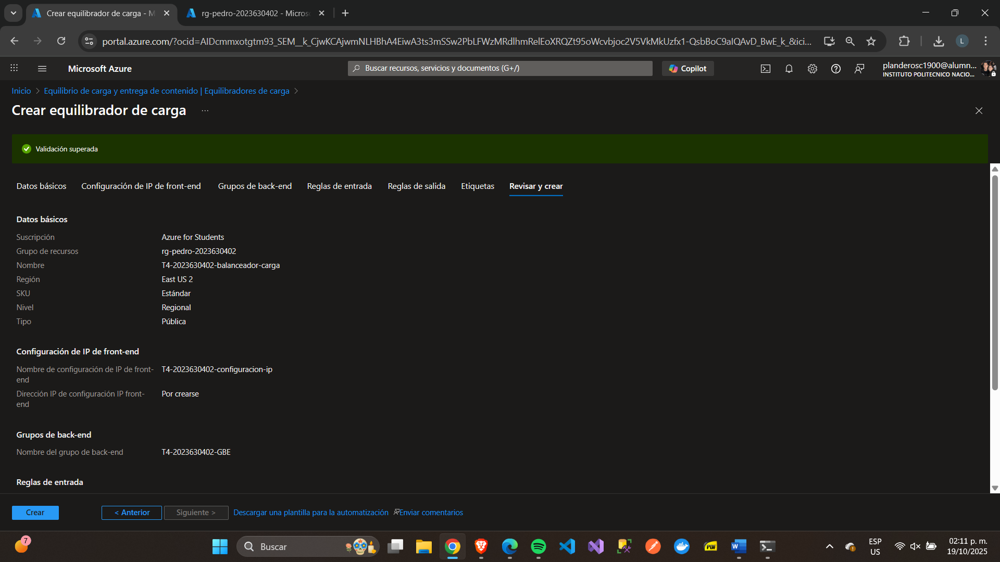 Crear equilibrador de carga - M
rg-pedro-2023630402 - Micros
portal.azure.com/?ocid=AIDcmmxotgtm93_SEM__k_CjwKCAjwmNLHBhA4EiwA3ts3mSSw2PbLFWzMRdlhmRelEoXRQZt95oWcvbjoc2V5VkMkUzfx1-QsbBoC9aIQAvD_BwE_k_&ici...
L
Microsoft Azure
Buscar recursos, servicios y documentos (G+/)
Copilot
planderosc1900@alumn...
INSTITUTO POLITECNICO NACIO...
Inicio > Equilibrio de carga y entrega de contenido | Equilibradores de carga >
Crear equilibrador de carga ...
Validación superada
Datos básicos Configuración de IP de front-end Grupos de back-end Reglas de entrada Reglas de salida Etiquetas Revisar y crear
Datos básicos
Suscripción Azure for Students
Grupo de recursos rg-pedro-2023630402
Nombre T4-2023630402-balanceador-carga
Región East US 2
SKU Estándar
Nivel Regional
Tipo Pública
Configuración de IP de front-end
Nombre de configuración de IP de front- T4-2023630402-configuracion-ip
end
Dirección IP de configuración IP front- Por crearse
end
Grupos de back-end
Nombre del grupo de back-end T4-2023630402-GBE
Reglas de entrada
Crear < Anterior Siguiente > Descargar una plantilla para la automatización Enviar comentarios
7
Buscar
PDF
W
ESP
US
02:11 p. m.
19/10/2025